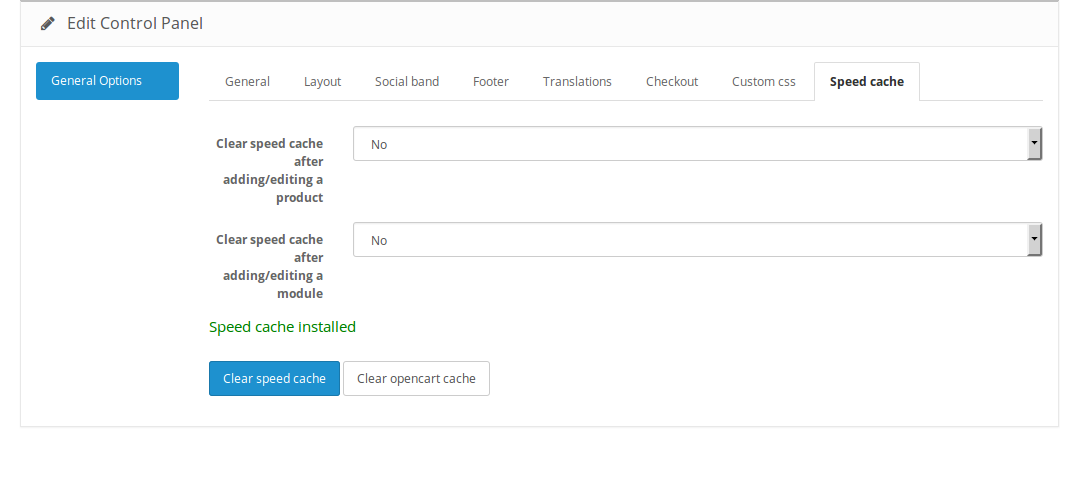 Edit Control Panel
General Options
General Layout Social band Footer Translations Checkout Custom css Speed cache
Clear speed cache
after
adding/editing a
product
No
Clear speed cache
after
adding/editing a
module
No
Speed cache installed
Clear speed cache Clear opencart cache